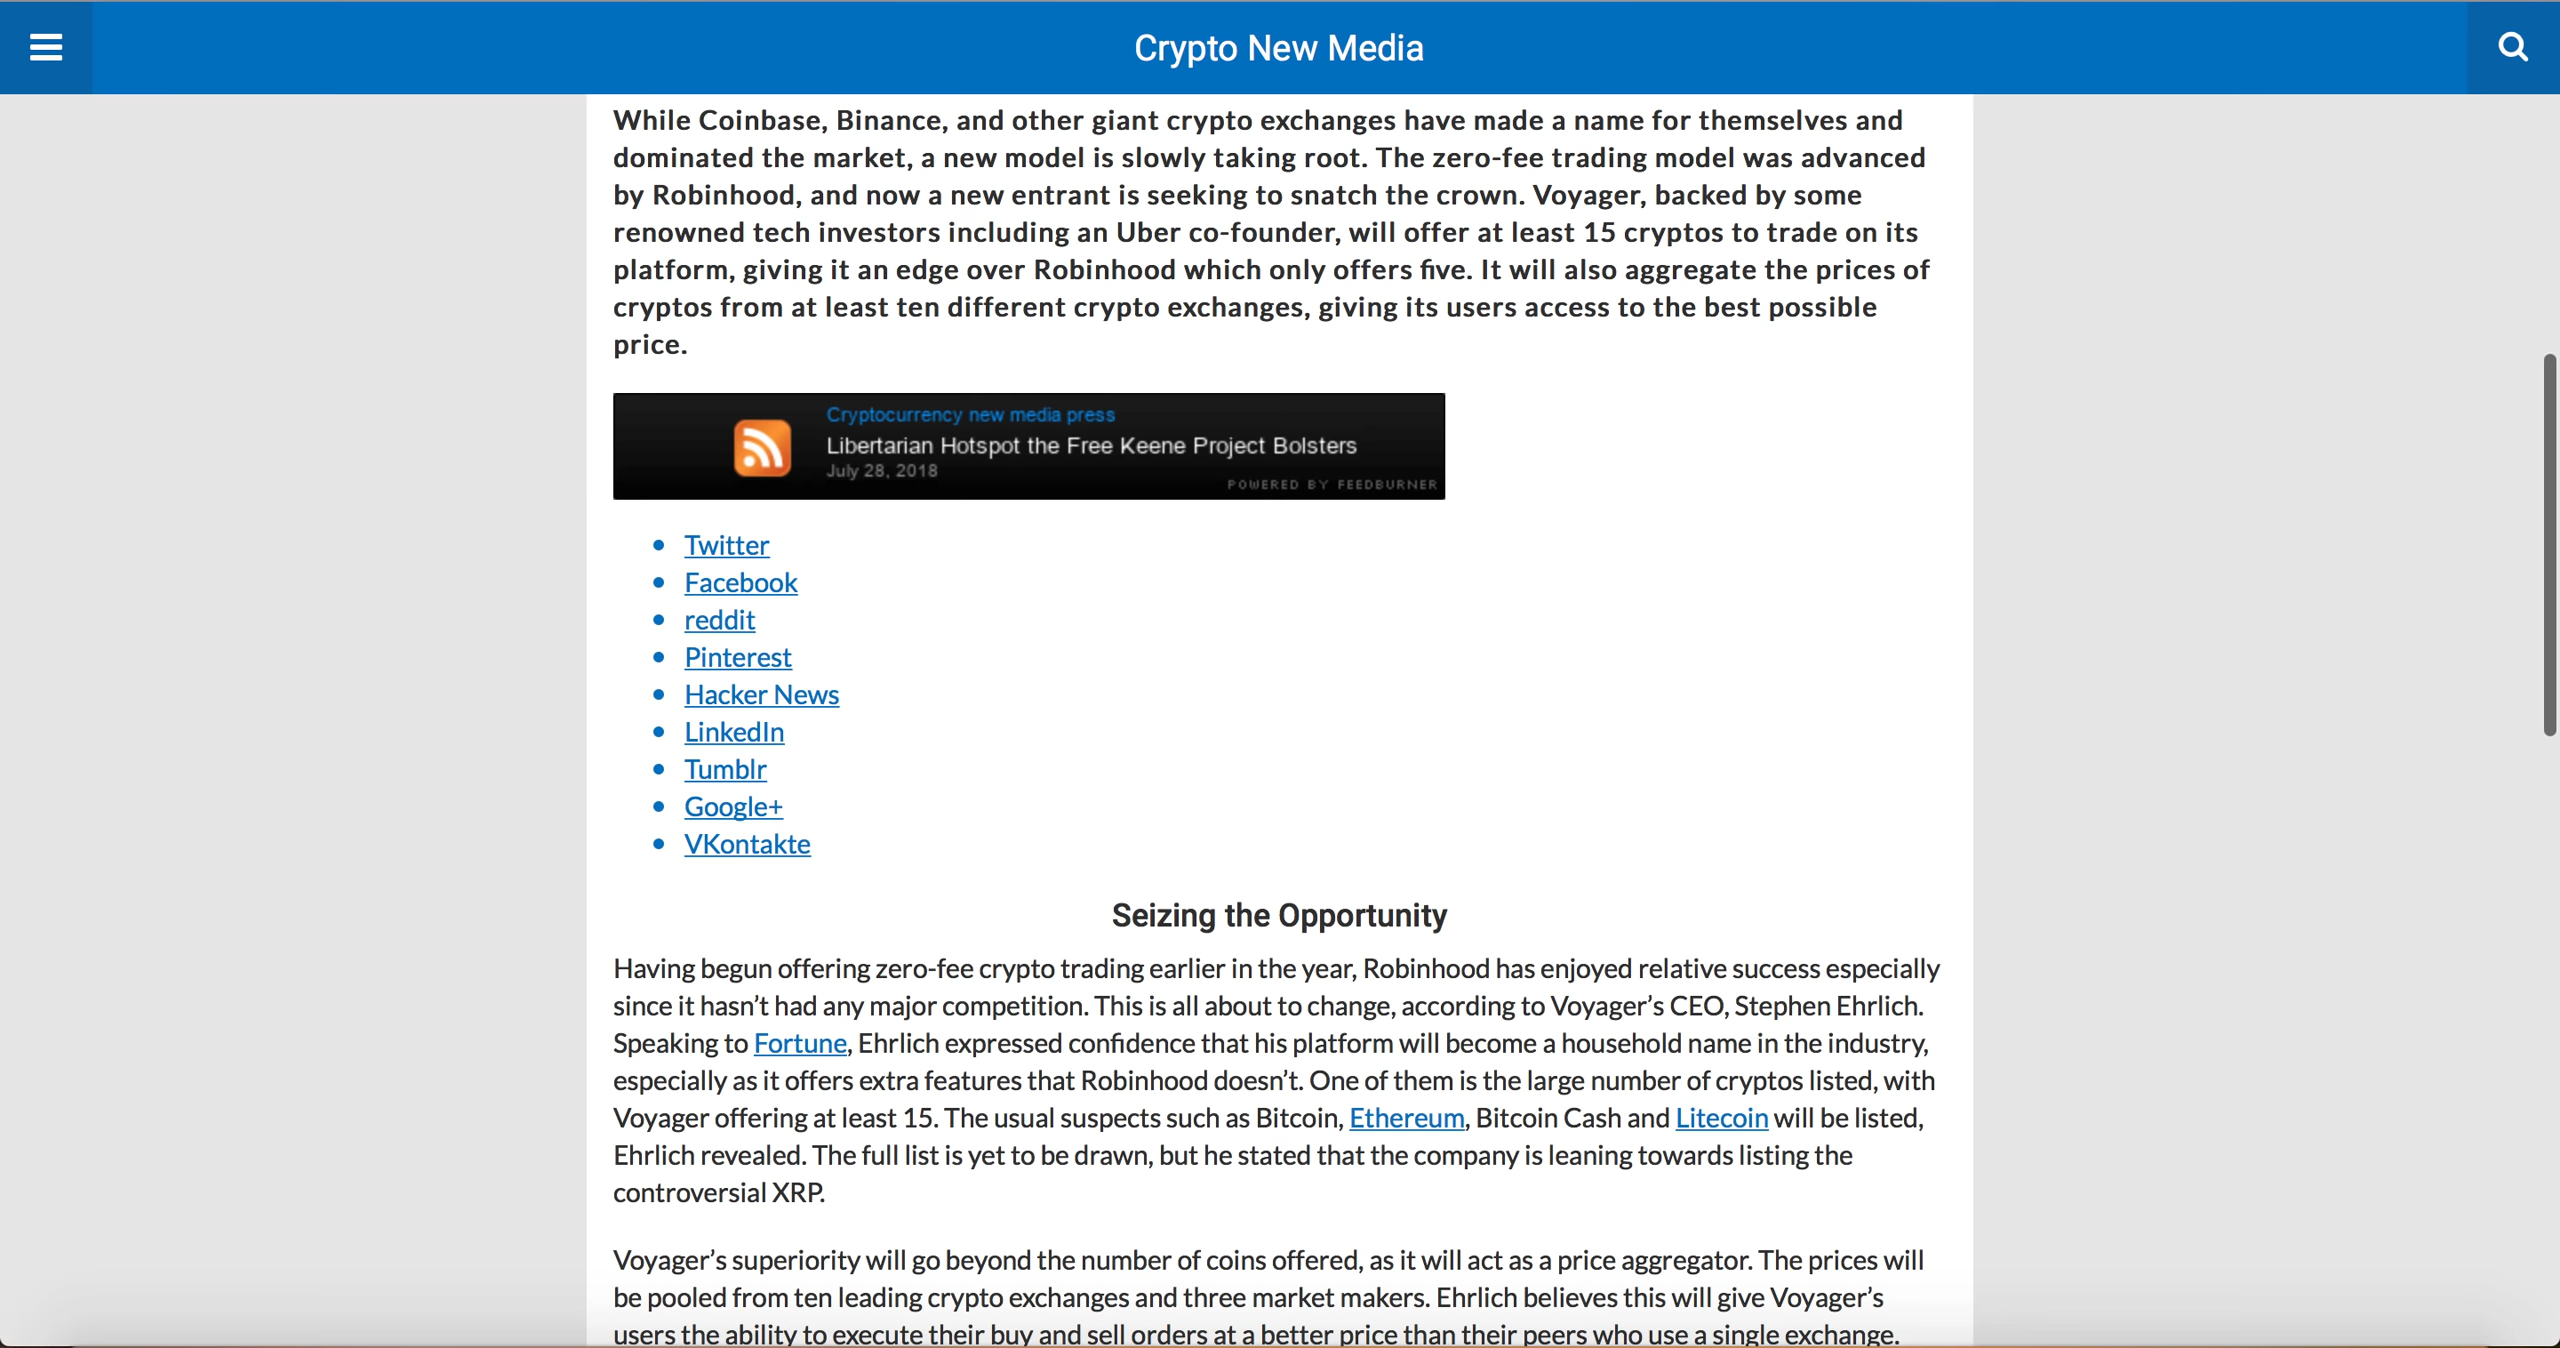 Crypto New Media
While Coinbase, Binance, and other giant crypto exchanges have made a name for themselves and
dominated the market, a new model is slowly taking root. The zero-fee trading model was advanced
by Robinhood, and now a new entrant is seeking to snatch the crown. Voyager, backed by some
renowned tech investors including an Uber co-founder, will offer at least 15 cryptos to trade on its
platform, giving it an edge over Robinhood which only offers five. It will also aggregate the prices of
cryptos from at least ten different crypto exchanges, giving its users access to the best possible
price.
Cryptocurrency new media press
Libertarian Hotspot the Free Keene Project Bolsters
July 28, 2018
POWERED BY FEEDBURNER
• Twitter
• Facebook
• reddit
• Pinterest
• Hacker News
• LinkedIn
• Tumblr
• Google+
• VKontakte
Seizing the Opportunity
Having begun offering zero-fee crypto trading earlier in the year, Robinhood has enjoyed relative success especially
since it hasn’t had any major competition. This is all about to change, according to Voyager’s CEO, Stephen Ehrlich.
Speaking to Fortune, Ehrlich expressed confidence that his platform will become a household name in the industry,
especially as it offers extra features that Robinhood doesn’t. One of them is the large number of cryptos listed, with
Voyager offering at least 15. The usual suspects such as Bitcoin, Ethereum, Bitcoin Cash and Litecoin will be listed,
Ehrlich revealed. The full list is yet to be drawn, but he stated that the company is leaning towards listing the
controversial XRP.
Voyager’s superiority will go beyond the number of coins offered, as it will act as a price aggregator. The prices will
be pooled from ten leading crypto exchanges and three market makers. Ehrlich believes this will give Voyager’s
users the ability to execute their buy and sell orders at a better price than their peers who use a single exchange.